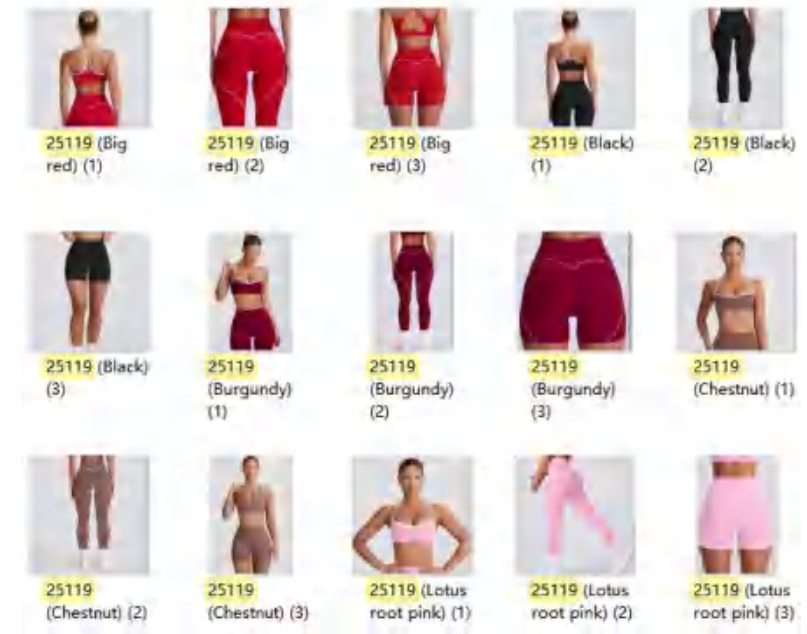 25119 (Big
red) (1)
25119 (Big
red) (2)
25119 (Big
red) (3)
25119 (Black)
(1)
25119 (Black)
(2)
25119 (Black)
(3)
25119
(Burgundy)
(1)
25119
(Burgundy)
(2)
25119
(Burgundy)
(3)
25119
(Chestnut) (1)
25119
(Chestnut) (2)
25119
(Chestnut) (3)
25119 (Lotus
root pink) (1)
25119 (Lotus
root pink) (2)
25119 (Lotus
root pink) (3)